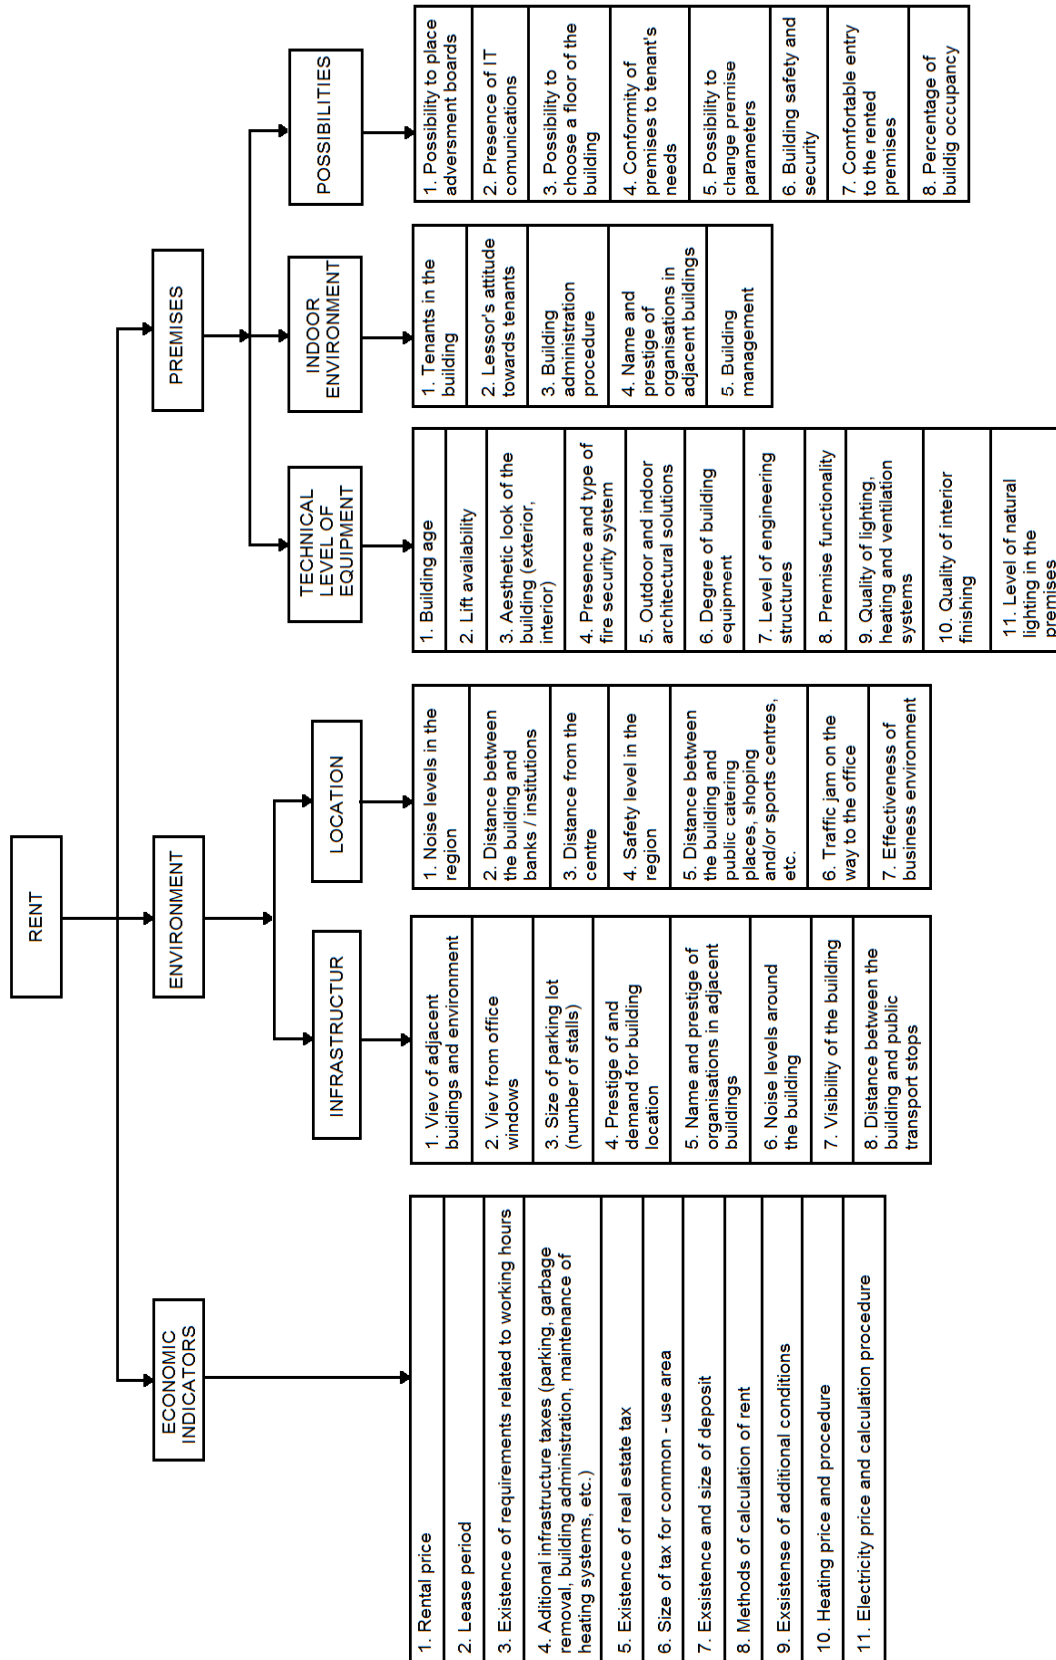 RENT
ECONOMIC
INDICATORS
ENVIRONMENT
PREMISES
INFRASTRUCTUR
LOCATION
TECHNICAL
LEVEL OF
EQUIPMENT
INDOOR
ENVIRONMENT
POSSIBILITIES
1. Rental price
2. Lease period
3. Existence of requirements related to working hours
4. Aditional infrastructure taxes (parking, garbage
removal, building administration, maintenance of
heating systems, etc.)
5. Existence of real estate tax
6. Size of tax for common - use area
7. Exsistence and size of deposit
8. Methods of calculation of rent
9. Exsistense of additional conditions
10. Heating price and procedure
11. Electricity price and calculation procedure
1. Viev of adjacent
buidings and environment
2. Viev from office
windows
3. Size of parking lot
(number of stalls)
4. Prestige of and
demand for building
location
5. Name and prestige of
organisations in adjacent
buildings
6. Noise levels around
the building
7. Visibility of the building
8. Distance between the
building and public
transport stops
1. Noise levels in the
region
2. Distance between
the building and
banks / institutions
3. Distance from the
centre
4. Safety level in the
region
5. Distance between
the building and
public catering
places, shoping
and/or sports centres,
etc.
6. Traffic jam on the
way to the office
7. Effectiveness of
business environment
1. Building age
2. Lift availability
3. Aesthetic look of the
building (exterior,
interior)
4. Presence and type of
fire security system
5. Outdoor and indoor
architectural solutions
6. Degree of building
equipment
7. Level of engineering
structures
8. Premise functionality
9. Quality of lighting,
heating and ventilation
systems
10. Quality of interior
finishing
11. Level of natural
lighting in the
premises
1. Tenants in the
building
2. Lessor's attitude
towards tenants
3. Building
administration
procedure
4. Name and
prestige of
organisations in
adjacent buildings
5. Building
management
1. Possibility to place
adversment boards
2. Presence of IT
comunications
3. Possibility to
choose a floor of the
building
4. Conformity of
premises to tenant's
needs
5. Possibility to
change premise
parameters
6. Building safety and
security
7. Comfortable entry
to the rented
premises
8. Percentage of
buildig occupancy